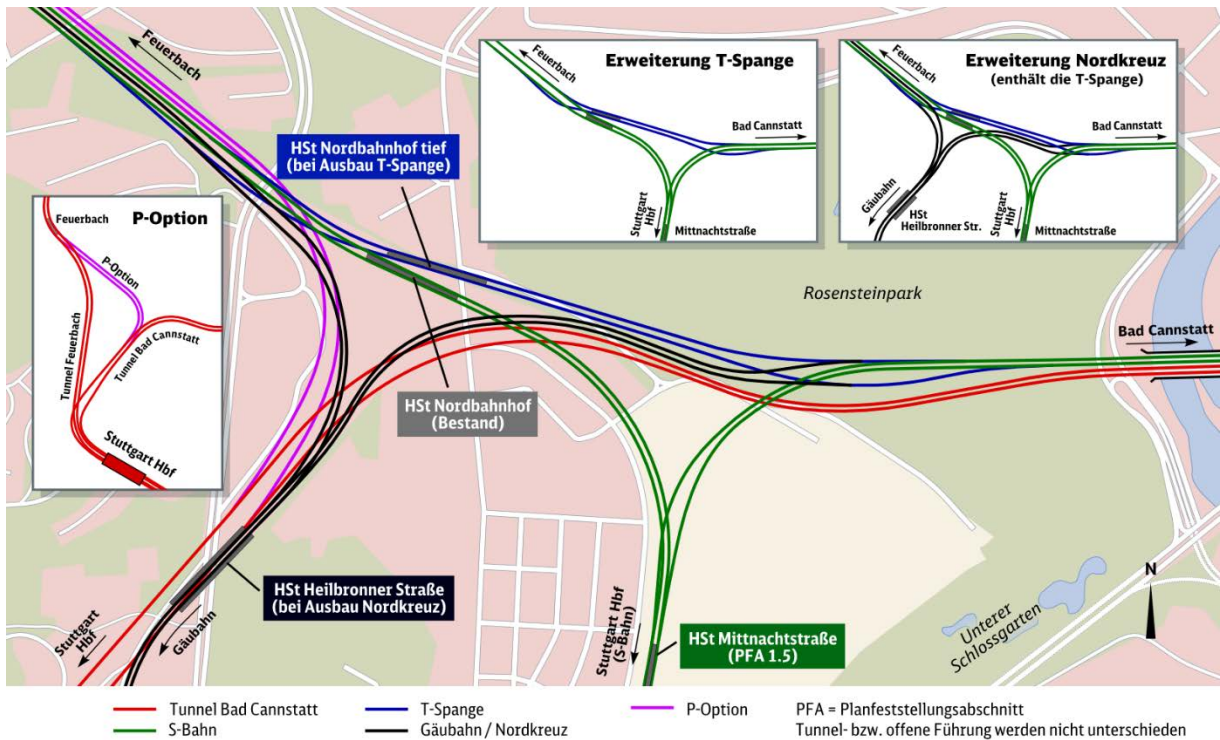 Feuerbach
HSt Nordbahnhof tief
(bei Ausbau T-Spange)
Erweiterung T-Spange
Feuerbach
Bad Cannstatt
Stuttgart
Hbf
Mittnachtstraße
Erweiterung Nordkreuz
(enthält die T-Spange)
Feuerbach
Bad Cannstatt
Gäubahn
HSt
Heilbronner Str.
Stuttgart
Hbf
Mittnachtstraße
P-Option
Feuerbach
P-Option
Tunnel Feuerbach
Tunnel Bad Cannstatt
Stuttgart Hbf
Rosensteinpark
Bad Cannstatt
HSt Nordbahnhof
(Bestand)
HSt Heilbronner Straße
(bei Ausbau Nordkreuz)
Stuttgart
Hbf
Gäubahn
Stuttgart Hbf
(S-Bahn)
HSt Mittnachtstraße
(PFA 1.5)
Unterer
Schlossgarten
N
Tunnel Bad Cannstatt
T-Spange
P-Option
PFA = Planfeststellungsabschnitt
S-Bahn
Gäubahn / Nordkreuz
Tunnel- bzw. offene Führung werden nicht unterschieden